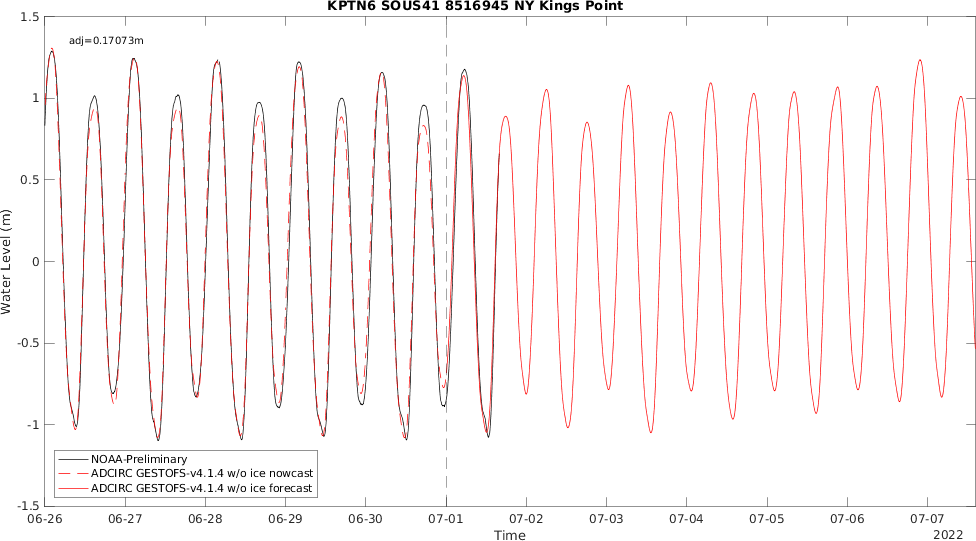 KPTN6 SOUS41 8516945 NY Kings Point
adj=0.17073m
1.5
1
0.5
0
-0.5
-1
-1.5
Water Level (m)
NOAA-Preliminary
ADCIRC GESTOFS-v4.1.4 w/o ice nowcast
ADCIRC GESTOFS-v4.1.4 w/o ice forecast
06-26 06-27 06-28 06-29 06-30 07-01 07-02 07-03 07-04 07-05 07-06 07-07
Time
2022